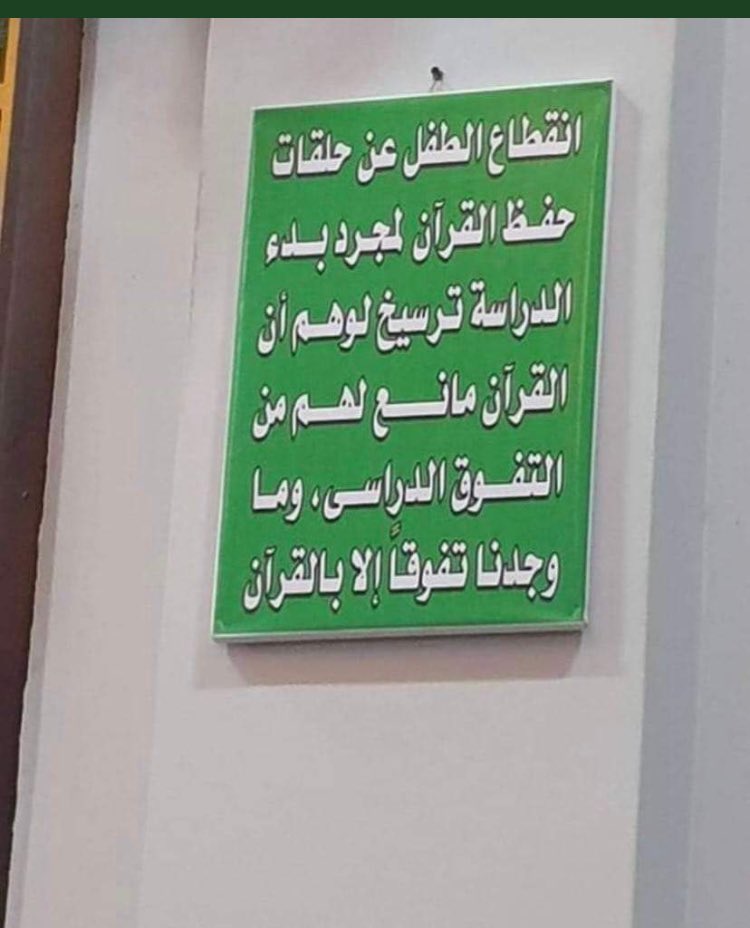 انقطاع الطفل عن حلقات
حفظ القرآن لمجرد بدء
الدراسة ترسيخ لوهم أن
القرآن مانع لهم من
التفوق الدراسى، وما
وجدنا تفوقاً إلا بالقرآن